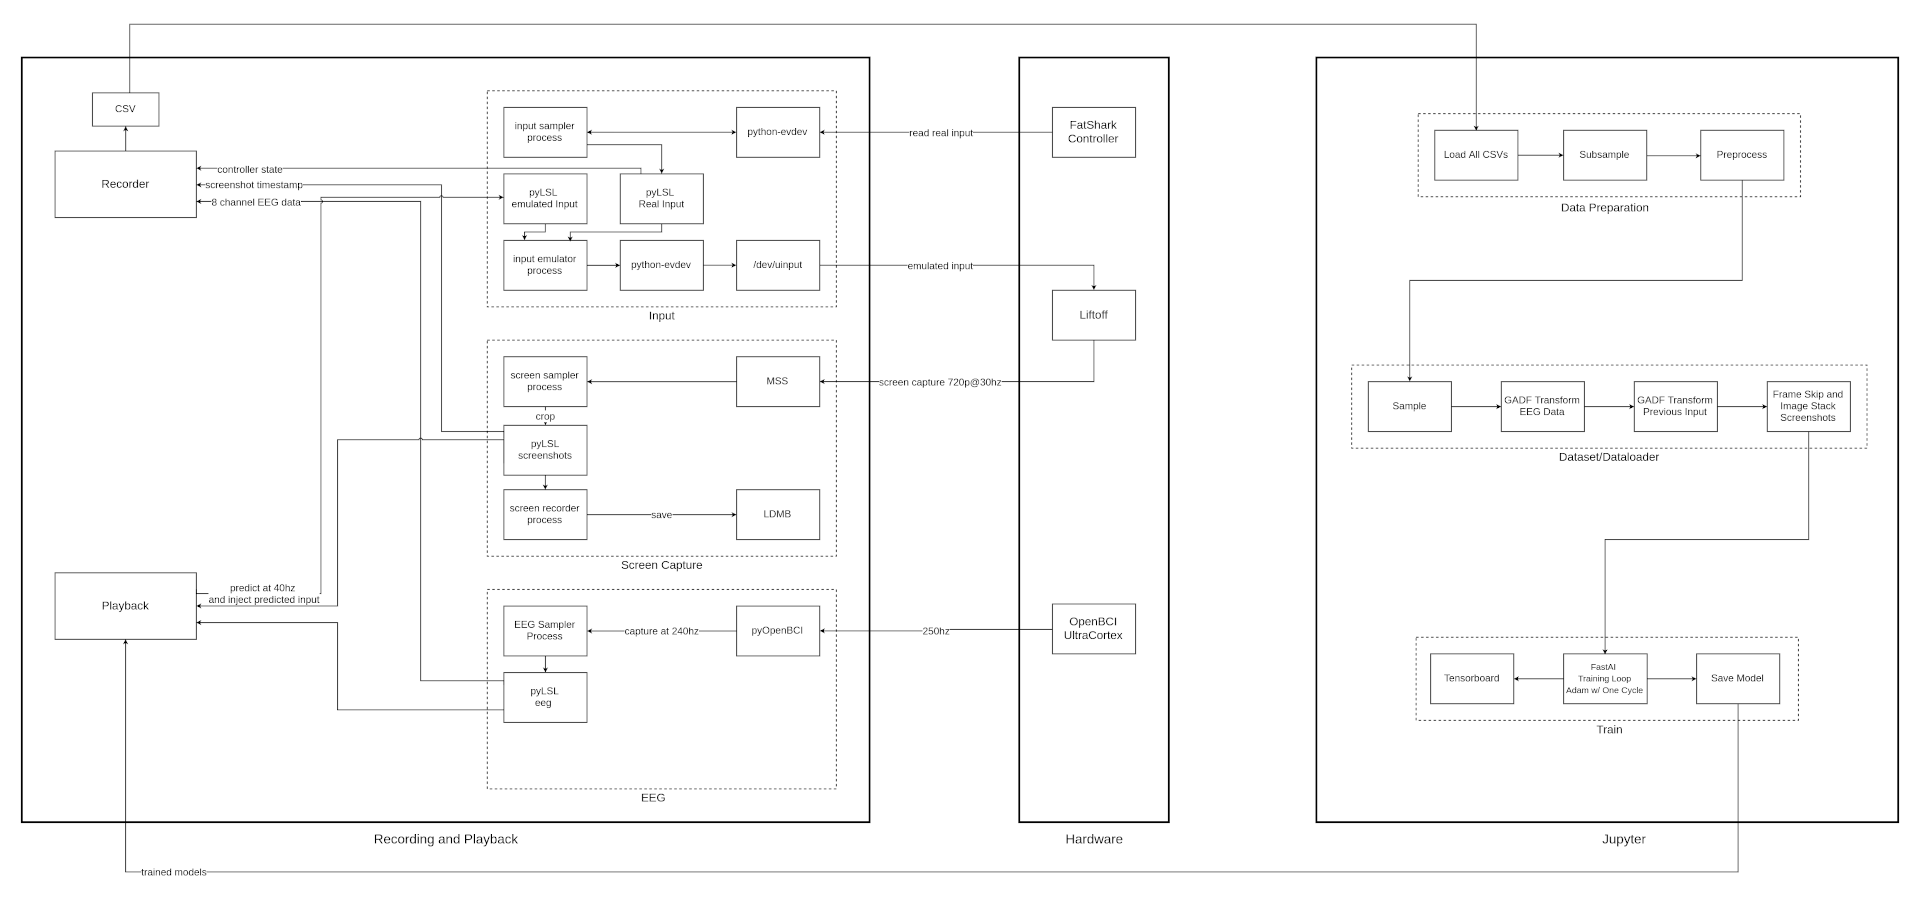 CSV
Recorder
controller state
screenshot timestamp
8 channel EEG data
Playback
predict at 40hz
and inject predicted input
input sampler
process
python-evdev
pyLSL
emulated Input
pyLSL
Real Input
input emulator
process
python-evdev
/dev/uinput
Input
screen sampler
process
MSS
crop
pyLSL
screenshots
screen recorder
process
save
LDMB
Screen Capture
EEG Sampler
Process
capture at 240hz
pyOpenBCI
pyLSL
eeg
EEG
Recording and Playback
read real input
emulated input
screen capture 720p@30hz
250hz
FatShark
Controller
Liftoff
OpenBCI
UltraCortex
Hardware
Load All CSVs
Subsample
Preprocess
Data Preparation
Sample
GADF Transform
EEG Data
GADF Transform
Previous Input
Frame Skip and
Image Stack
Screenshots
Dataset/Dataloader
Tensorboard
FastAI
Training Loop
Adam w/ One Cycle
Save Model
Train
Jupyter
trained models